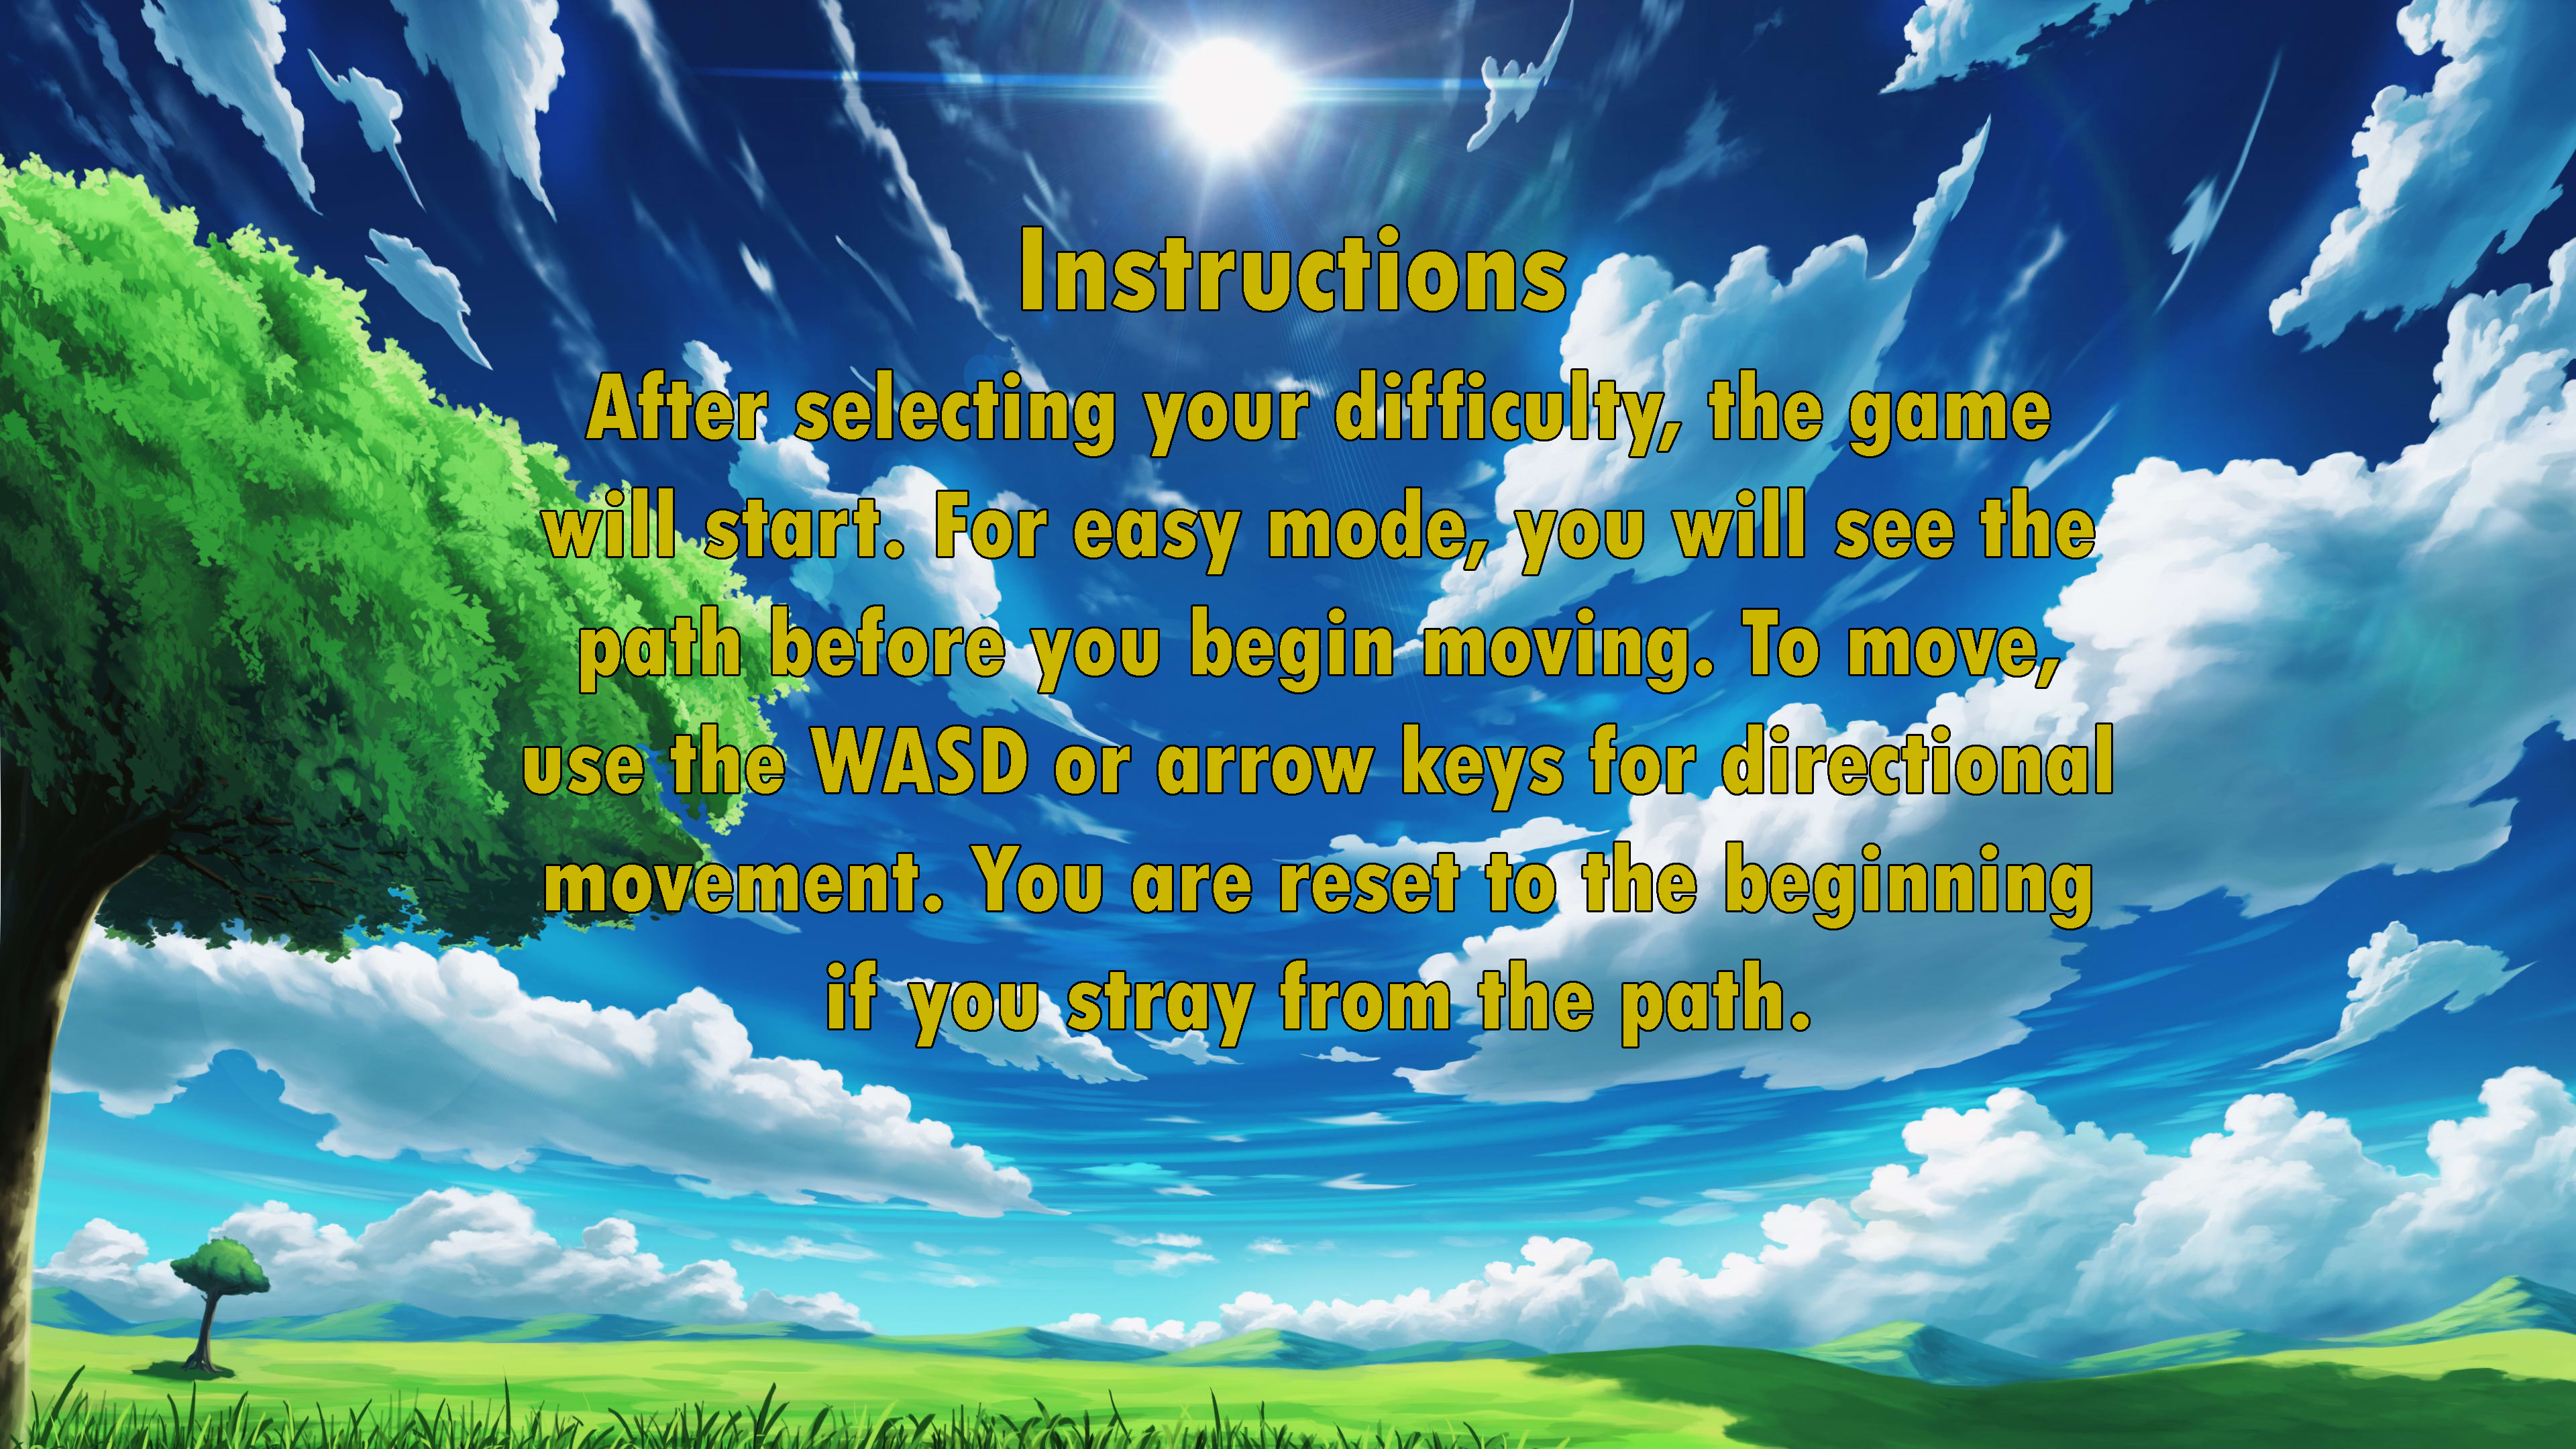 Instructions
After selecting your difficulty, the game
will start. For easy mode, you will see the
path before you begin moving. To move,
use the WASD or arrow keys for directional
movement. You are reset to the beginning
if you stray from the path.